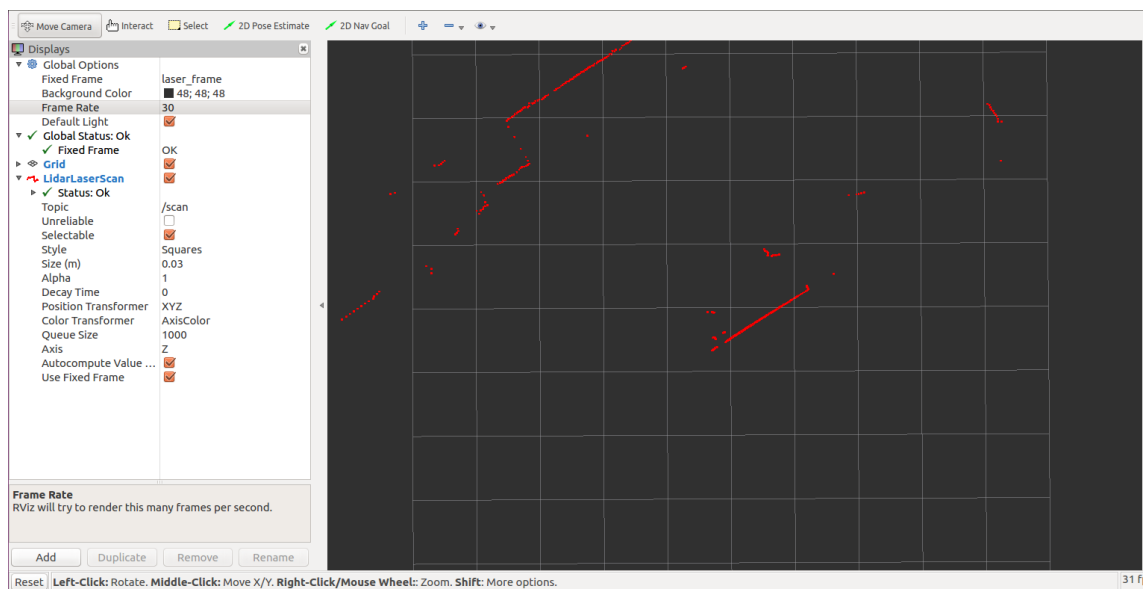 Move Camera Interact Select 2D Pose Estimate 2D Nav Goal
Displays
Global Options
Fixed Frame laser_frame
Background Color 48; 48; 48
Frame Rate 30
Default Light
Global Status: Ok
Fixed Frame OK
Grid
LidarLaserScan
Status: Ok
Topic /scan
Unreliable
Selectable
Style Squares
Size (m) 0.03
Alpha 1
Decay Time 0
Position Transformer XYZ
Color Transformer AxisColor
Queue Size 1000
Axis Z
Autocompute Value ...
Use Fixed Frame
Frame Rate
RViz will try to render this many frames per second.
Add Duplicate Remove Rename
Reset Left-Click: Rotate. Middle-Click: Move X/Y. Right-Click/Mouse Wheel:: Zoom. Shift: More options. 31